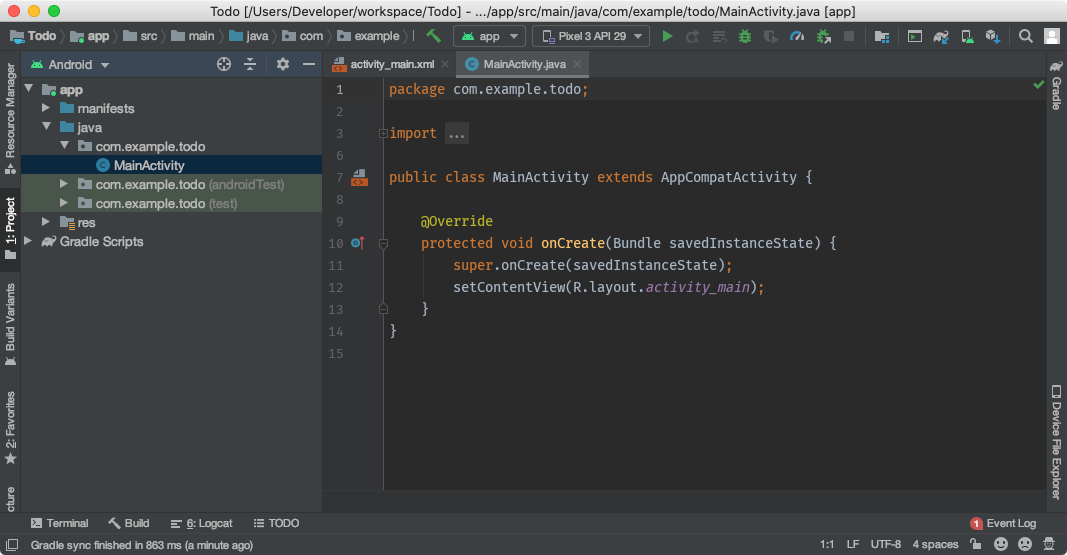 Todo [/Users/Developer/workspace/Todo] - .../app/src/main/java/com/example/todo/MainActivity.java [app]
Todo app src main java com example app Pixel 3 API 29
Resource Manager
1: Project
Build Variants
2: Favorites
cture
Android
app
manifests
java
com.example.todo
MainActivity
com.example.todo (androidTest)
com.example.todo (test)
res
Gradle Scripts
activity_main.xml MainActivity.java
1 package com.example.todo;
2
3 import ...
6
7 public class MainActivity extends AppCompatActivity {
8
9 @Override
10 protected void onCreate(Bundle savedInstanceState) {
11 super.onCreate(savedInstanceState);
12 setContentView(R.layout.activity_main);
13 }
14 }
15
Gradle
Device File Explorer
Terminal Build 6: Logcat TODO 1 Event Log
Gradle sync finished in 863 ms (a minute ago) 1:1 LF UTF-8 4 spaces